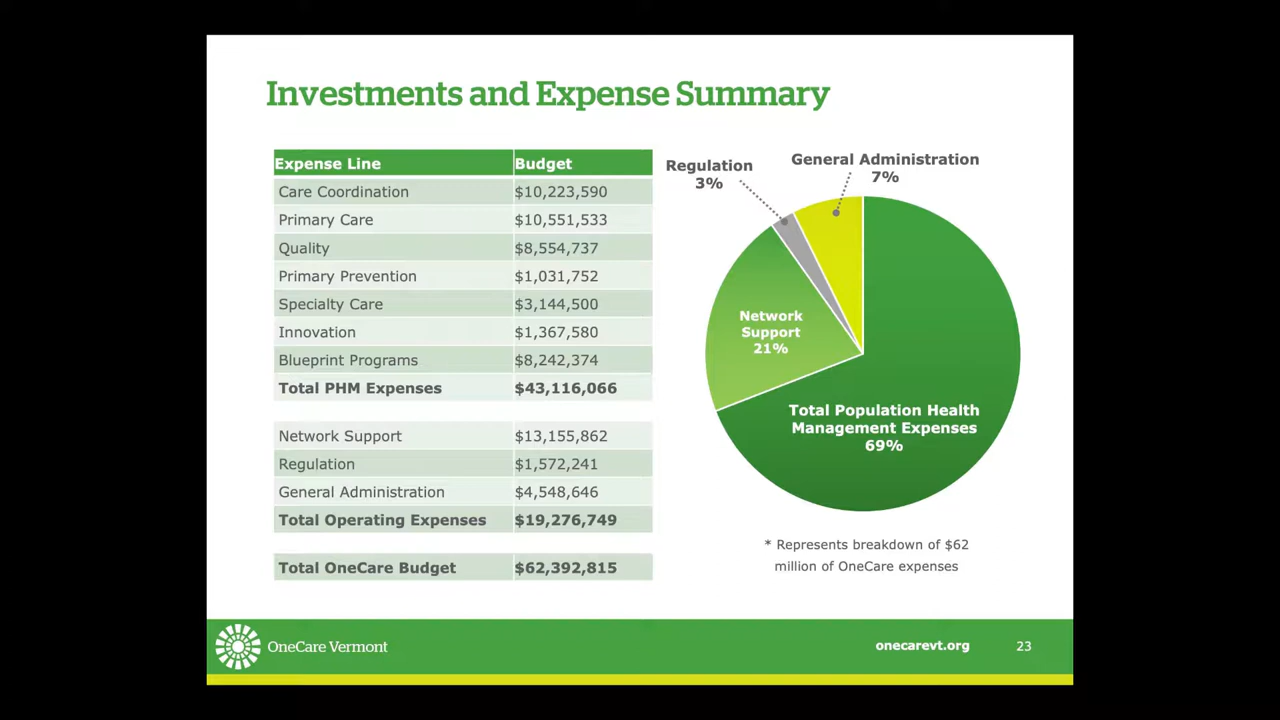 Investments and Expense Summary
Expense Line Budget
Care Coordination $10,223,590
Primary Care $10,551,533
Quality $8,554,737
Primary Prevention $1,031,752
Specialty Care $3,144,500
Innovation $1,367,580
Blueprint Programs $8,242,374
Total PHM Expenses $43,116,066
Network Support $13,155,862
Regulation $1,572,241
General Administration $4,548,646
Total Operating Expenses $19,276,749
Total OneCare Budget $62,392,815
Regulation
3%
General Administration
7%
Network
Support
21%
Total Population Health
Management Expenses
69%
* Represents breakdown of $62
million of OneCare expenses
OneCare Vermont
onecarevt.org 23